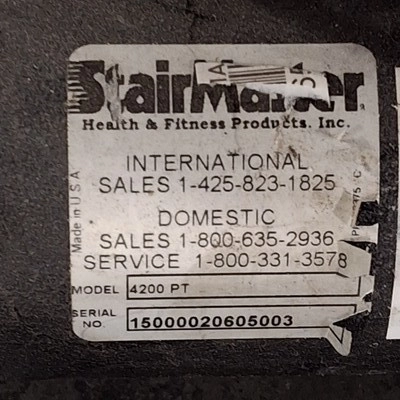 StairMaster
Health & Fitness Products, Inc.
INTERNATIONAL
SALES 1-425-823-1825
DOMESTIC
SALES 1-800-635-2936
SERVICE 1-800-331-3578
MODEL 4200 PT
SERIAL NO. 15000020605003
Made in U.S.A.